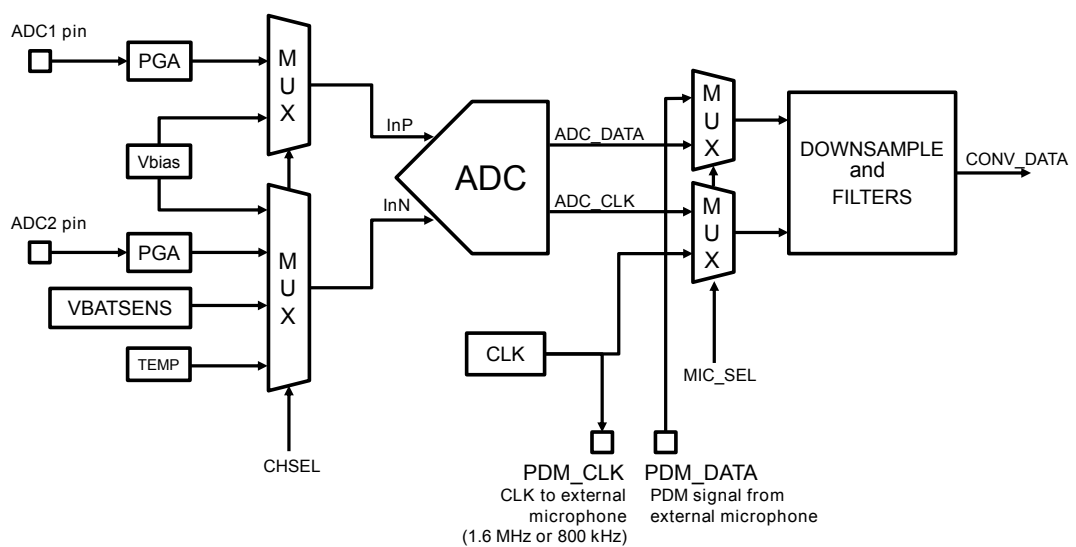 ADC1 pin
PGA
M
U
X
Vbias
InP
ADC
InN
ADC_DATA
ADC_CLK
M
U
X
DOWNSAMPLE
and
FILTERS
CONV_DATA
ADC2 pin
PGA
M
U
X
VBATSENS
TEMP
CHSEL
M
U
X
CLK
MIC_SEL
PDM_CLK
CLK to external
microphone
(1.6 MHz or 800 kHz)
PDM_DATA
PDM signal from
external microphone